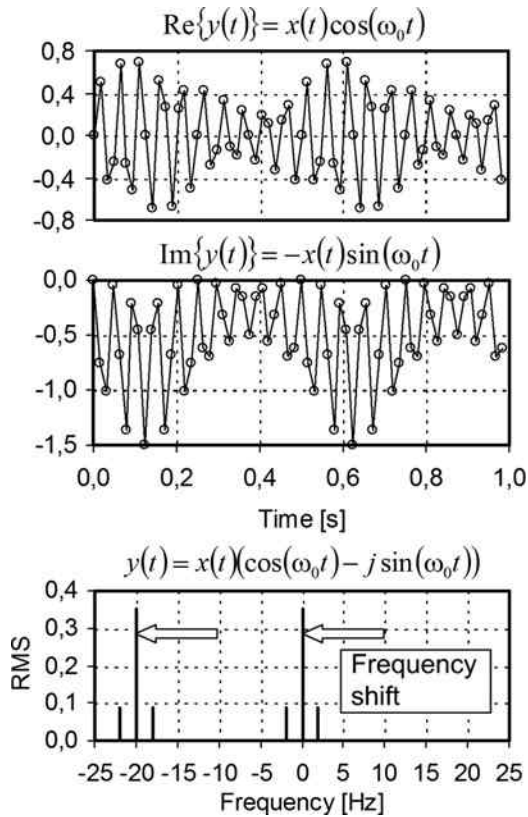 Re{y(t)} = x(t)cos(ω₀t)
0,8
0,4
0,0
-0,4
-0,8
Im{y(t)} = -x(t)sin(ω₀t)
0,0
-0,5
-1,0
-1,5
0,0 0,2 0,4 0,6 0,8 1,0
Time [s]
y(t) = x(t)(cos(ω₀t) - j sin(ω₀t))
0,4
0,3
0,2
0,1
0,0
RMS
Frequency
shift
-25 -20 -15 -10 -5 0 5 10 15 20 25
Frequency [Hz]